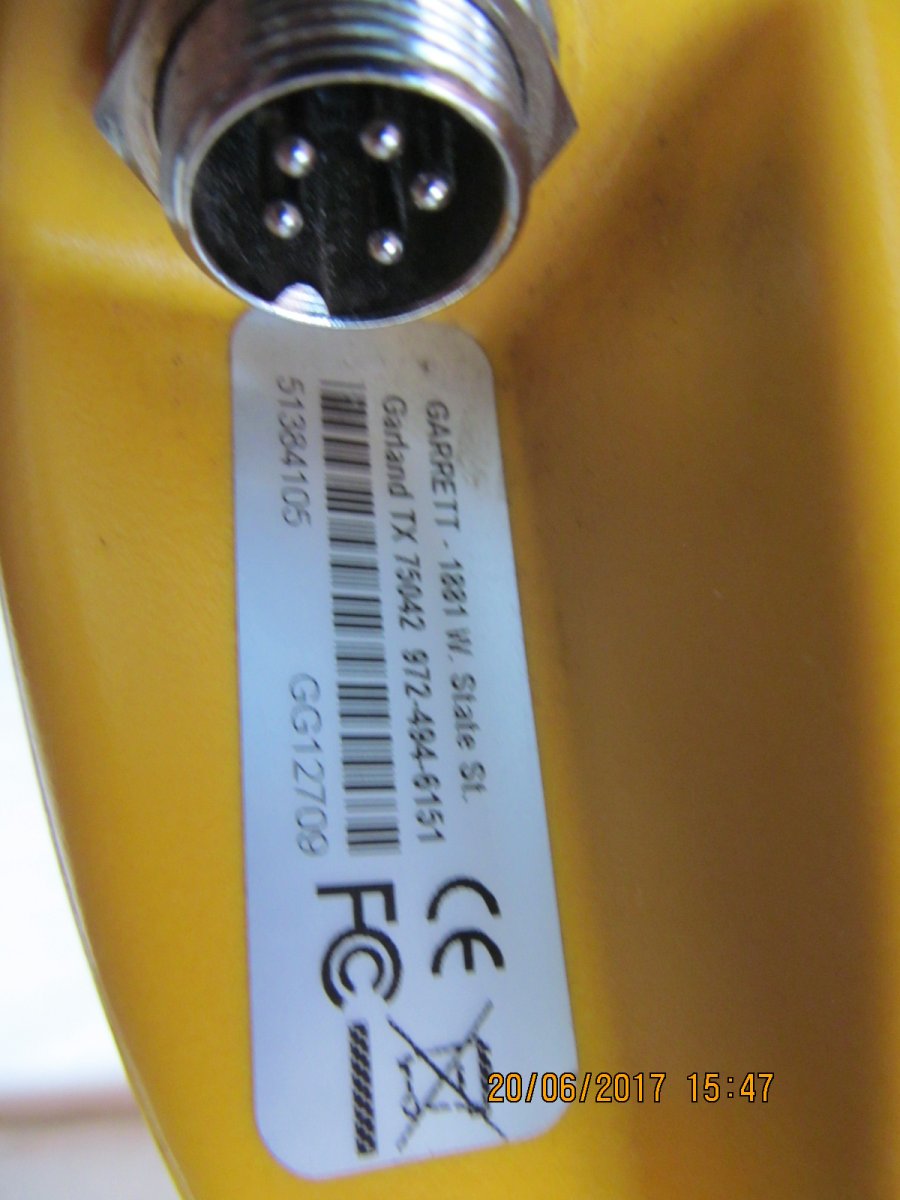 GARRETT - 1881 W. State St.
Garland TX 75042 972-494-6151
51384105 GG12709
FC CE
20/06/2017 15:47